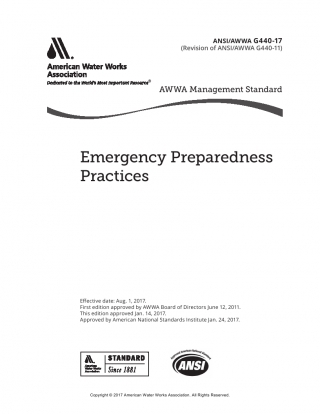 ANSI/AWWA G440-17
(Revision of ANSI/AWWA G440-11)
American Water Works
Association
Dedicated to the World's Most Important Resource®
AWWA Management Standard
Emergency Preparedness
Practices
Effective date: Aug. 1, 2017.
First edition approved by AWWA Board of Directors June 12, 2011.
This edition approved Jan. 14, 2017.
Approved by American National Standards Institute Jan. 24, 2017.
American
Water Works
Association
STANDARD
Since 1881
ANSI
Copyright © 2017 American Water Works Association. All Rights Reserved.